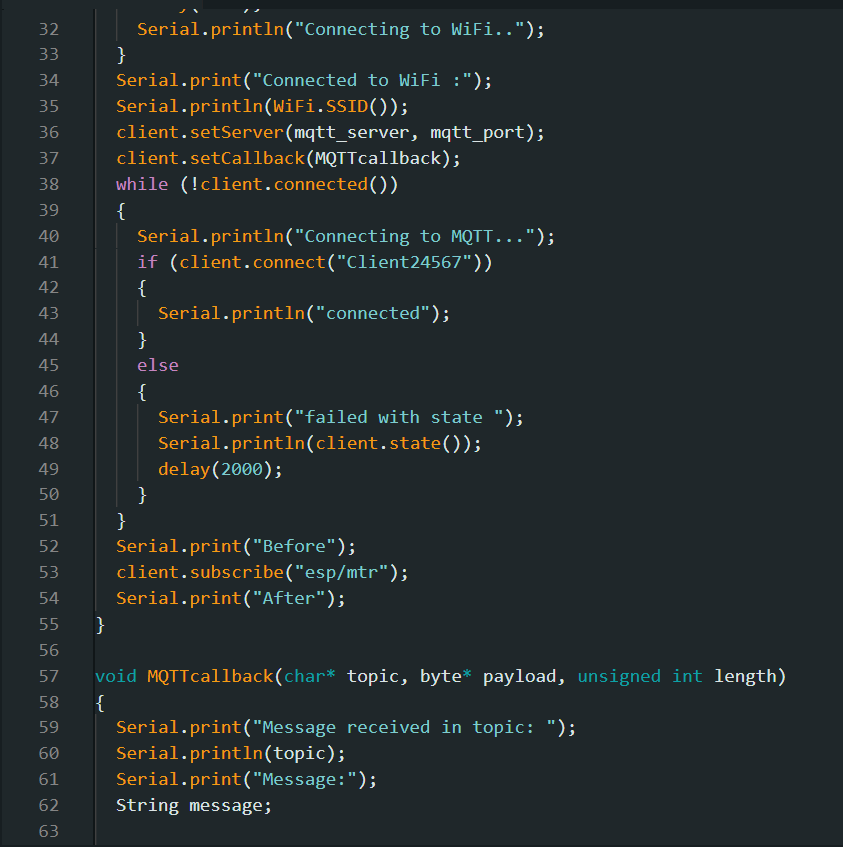 32 Serial.println("Connecting to WiFi..");
33 }
34 Serial.print("Connected to WiFi :");
35 Serial.println(WiFi.SSID());
36 client.setServer(mqtt_server, mqtt_port);
37 client.setCallback(MQTTcallback);
38 while (!client.connected())
39 {
40 Serial.println("Connecting to MQTT...");
41 if (client.connect("Client24567"))
42 {
43 Serial.println("connected");
44 }
45 else
46 {
47 Serial.print("failed with state ");
48 Serial.println(client.state());
49 delay(2000);
50 }
51 }
52 Serial.print("Before");
53 client.subscribe("esp/mtr");
54 Serial.print("After");
55 }
56
57 void MQTTcallback(char* topic, byte* payload, unsigned int length)
58 {
59 Serial.print("Message received in topic: ");
60 Serial.println(topic);
61 Serial.print("Message:");
62 String message;
63